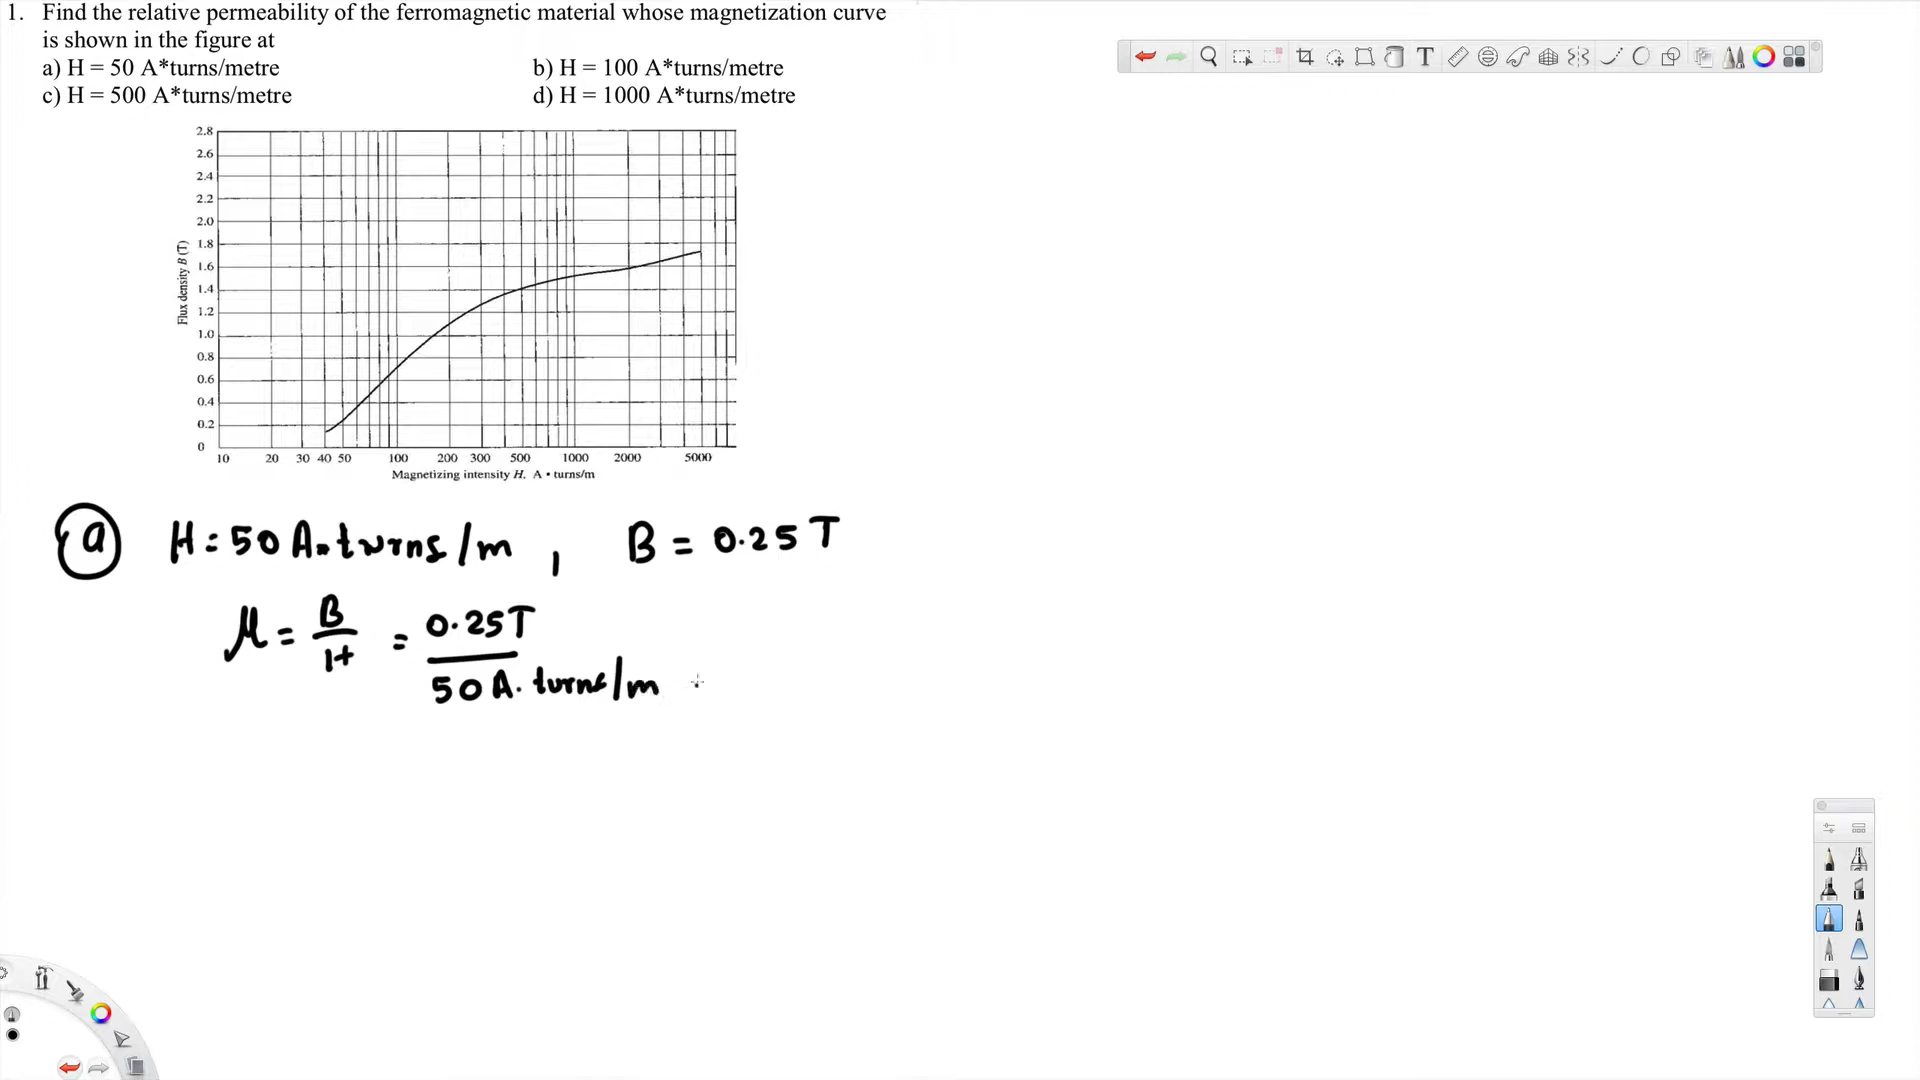 1. Find the relative permeability of the ferromagnetic material whose magnetization curve
is shown in the figure at
a) H = 50 A*turns/metre b) H = 100 A*turns/metre
c) H = 500 A*turns/metre d) H = 1000 A*turns/metre
2.8
2.6
2.4
2.2
2.0
1.8
1.6
1.4
1.2
1.0
0.8
0.6
0.4
0.2
0
Flux density B (T)
10 20 30 40 50 100 200 300 500 1000 2000 5000
Magnetizing intensity H, A • turns/m
T
a H = 50 A. turns/m , B = 0.25 T
μ = B/H = 0.25T / 50 A. turns/m